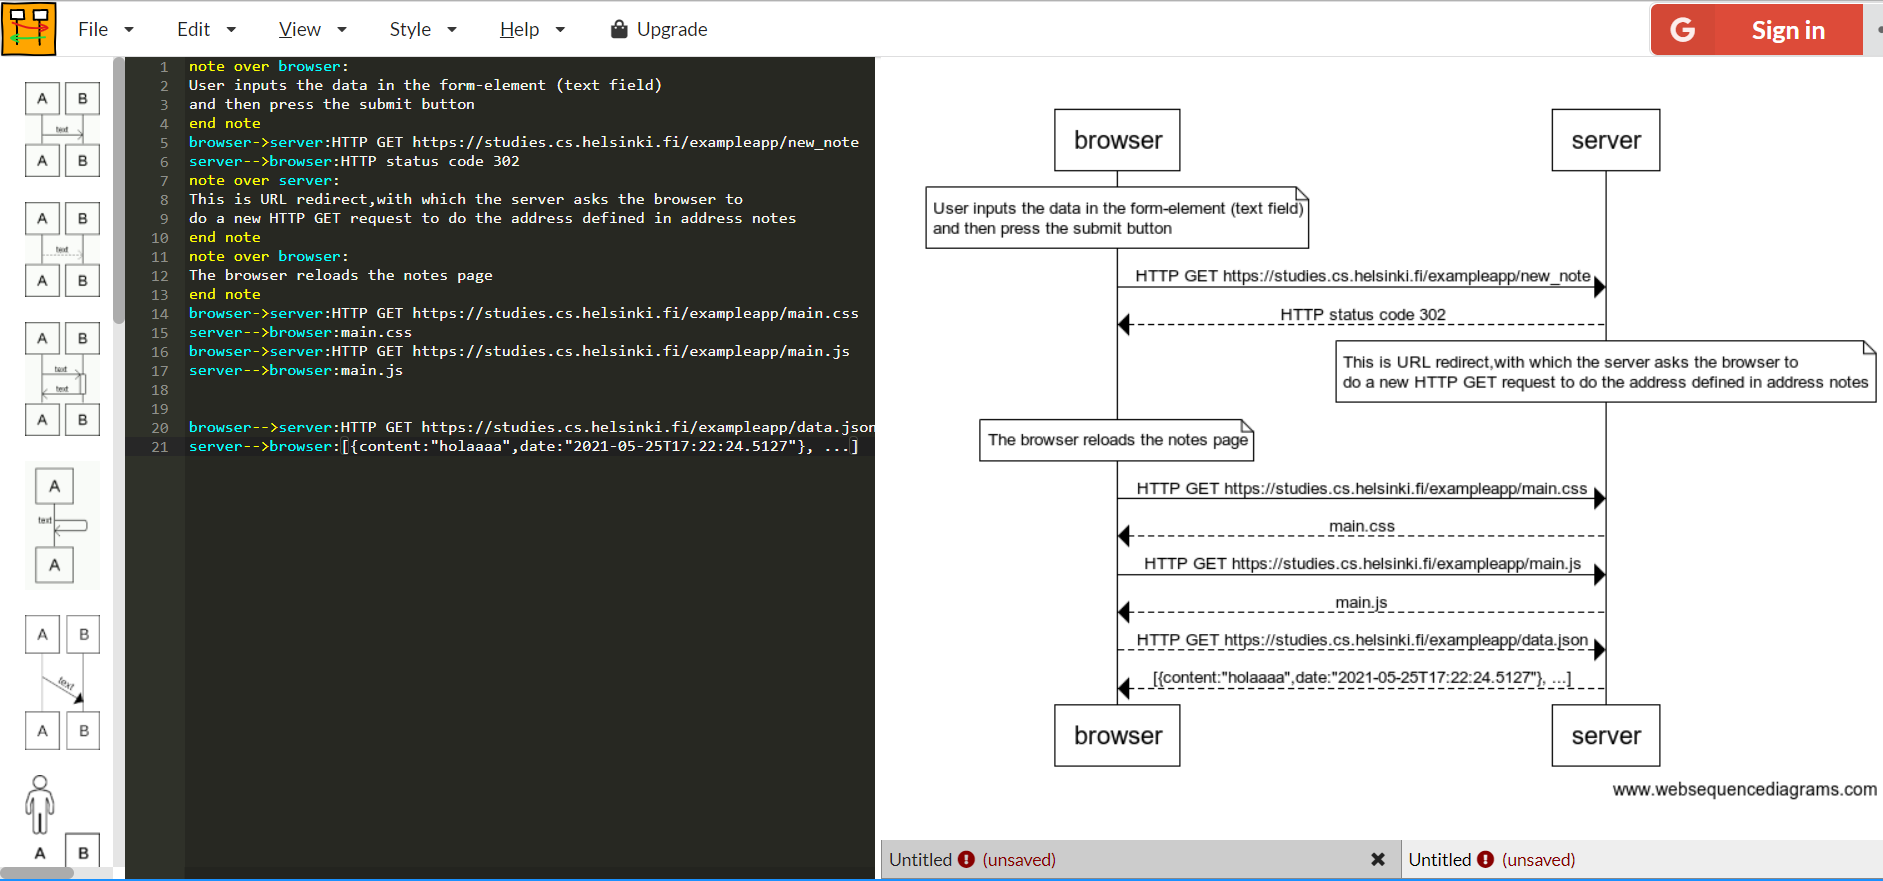 File Edit View Style Help Upgrade
G Sign in
A B
text
A B
A B
text
A B
A B
text
text
A B
A
text
A
A B
text
A B
A B
1 note over browser:
2 User inputs the data in the form-element (text field)
3 and then press the submit button
4 end note
5 browser->server:HTTP GET https://studies.cs.helsinki.fi/exampleapp/new_note
6 server-->browser:HTTP status code 302
7 note over server:
8 This is URL redirect,with which the server asks the browser to
9 do a new HTTP GET request to do the address defined in address notes
10 end note
11 note over browser:
12 The browser reloads the notes page
13 end note
14 browser->server:HTTP GET https://studies.cs.helsinki.fi/exampleapp/main.css
15 server-->browser:main.css
16 browser->server:HTTP GET https://studies.cs.helsinki.fi/exampleapp/main.js
17 server-->browser:main.js
18
19
20 browser-->server:HTTP GET https://studies.cs.helsinki.fi/exampleapp/data.json
21 server-->browser:[{content:"holaaaa",date:"2021-05-25T17:22:24.5127"}, ...]
browser server
User inputs the data in the form-element (text field)
and then press the submit button
HTTP GET https://studies.cs.helsinki.fi/exampleapp/new_note
HTTP status code 302
This is URL redirect,with which the server asks the browser to
do a new HTTP GET request to do the address defined in address notes
The browser reloads the notes page
HTTP GET https://studies.cs.helsinki.fi/exampleapp/main.css
main.css
HTTP GET https://studies.cs.helsinki.fi/exampleapp/main.js
main.js
HTTP GET https://studies.cs.helsinki.fi/exampleapp/data.json
[{content:"holaaaa",date:"2021-05-25T17:22:24.5127"}, ...]
browser server
www.websequencediagrams.com
Untitled (unsaved) Untitled (unsaved)